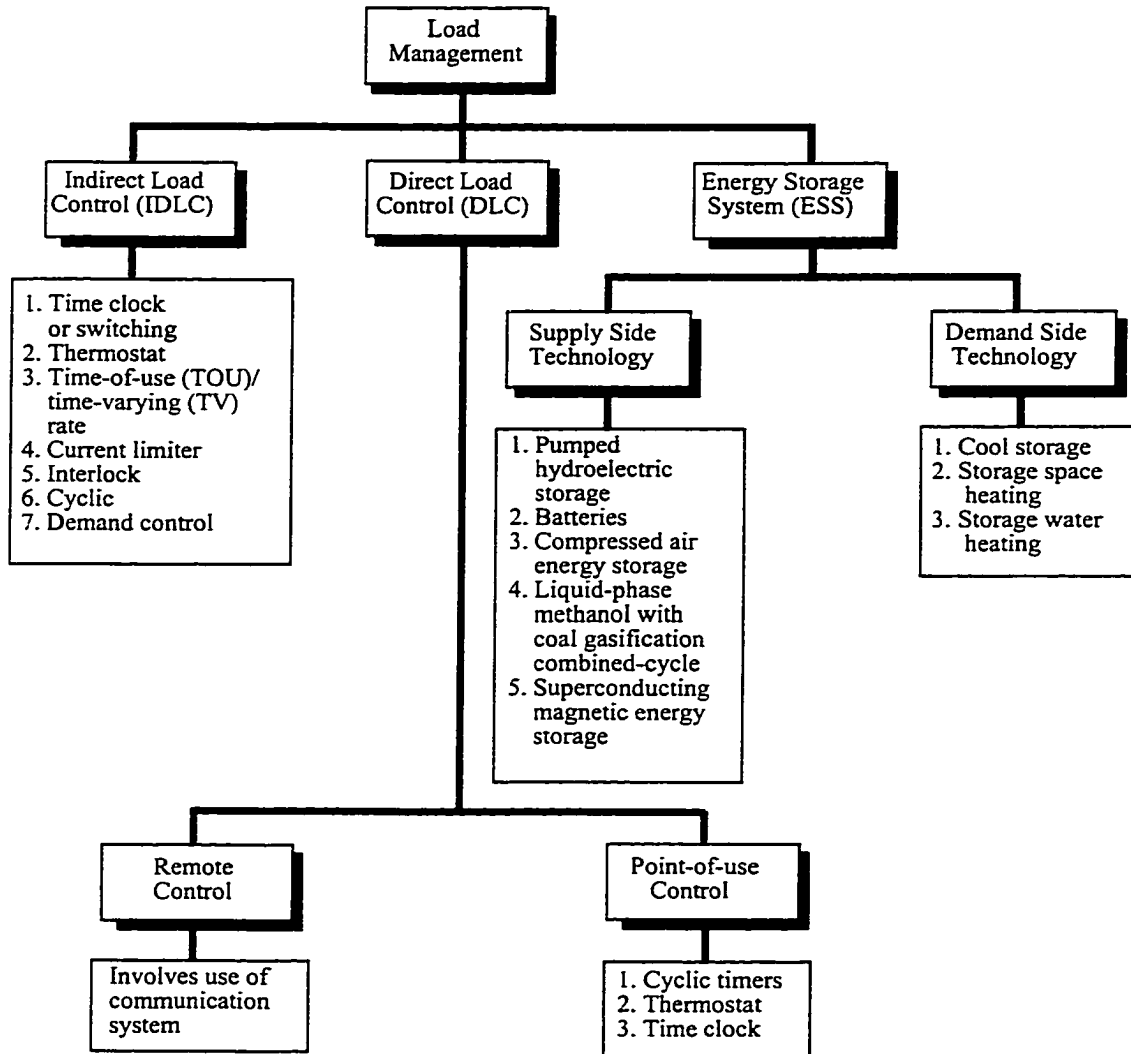 Load
Management
Indirect Load
Control (IDLC)
Direct Load
Control (DLC)
Energy Storage
System (ESS)
1. Time clock
or switching
2. Thermostat
3. Time-of-use (TOU)/
time-varying (TV)
rate
4. Current limiter
5. Interlock
6. Cyclic
7. Demand control
Supply Side
Technology
Demand Side
Technology
1. Pumped
hydroelectric
storage
2. Batteries
3. Compressed air
energy storage
4. Liquid-phase
methanol with
coal gasification
combined-cycle
5. Superconducting
magnetic energy
storage
1. Cool storage
2. Storage space
heating
3. Storage water
heating
Remote
Control
Point-of-use
Control
Involves use of
communication
system
1. Cyclic timers
2. Thermostat
3. Time clock